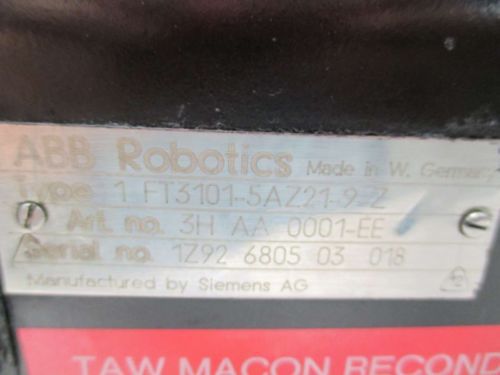 ABB Robotics Made in W. Germany
Type 1 FT3101-5AZ21-9-Z
Art. no. 3H AA 0001-EE
Serial no. 1Z92 6805 03 018
Manufactured by Siemens AG
TAW MACON RECOND